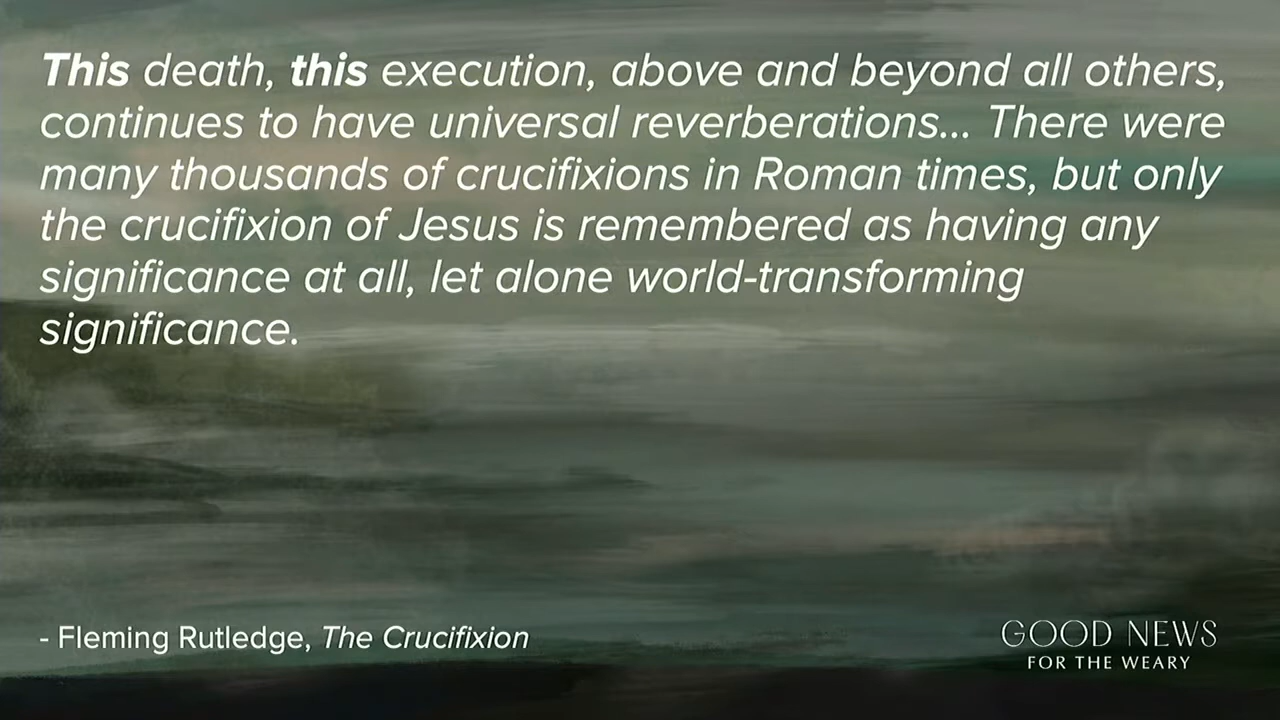 This death, this execution, above and beyond all others,
continues to have universal reverberations... There were
many thousands of crucifixions in Roman times, but only
the crucifixion of Jesus is remembered as having any
significance at all, let alone world-transforming
significance.
- Fleming Rutledge, The Crucifixion
GOOD NEWS
FOR THE WEARY